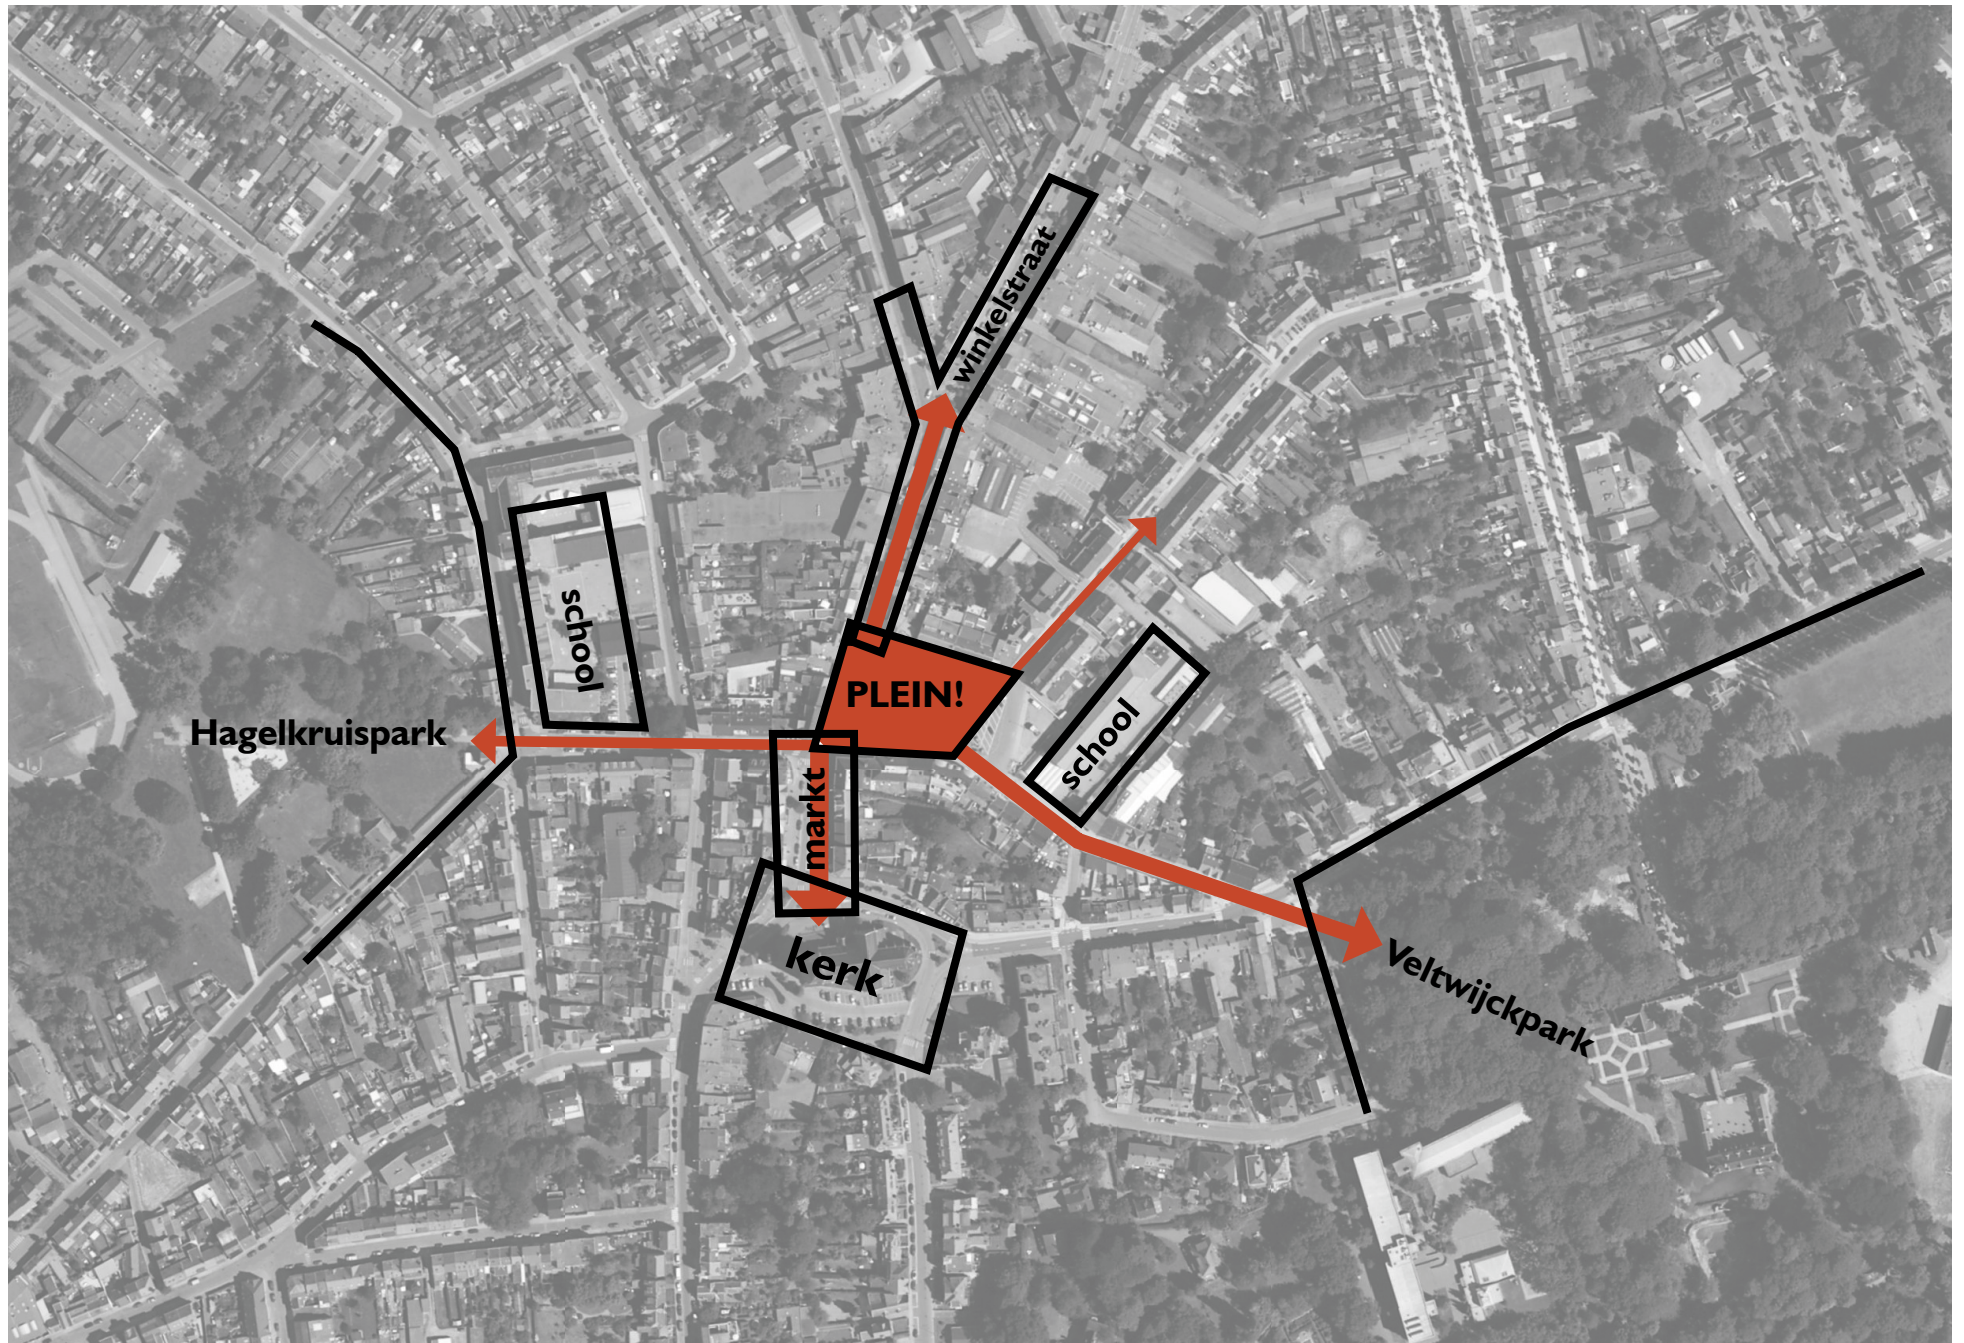 winkelstraat
school
PLEIN!
Hagelkruispark
school
markt
kerk
Veltwijckpark